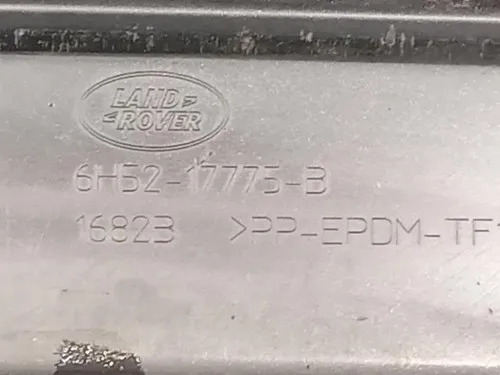 LAND
ROVER
6H52-17775-B
16823 >PP-EPDM-TF